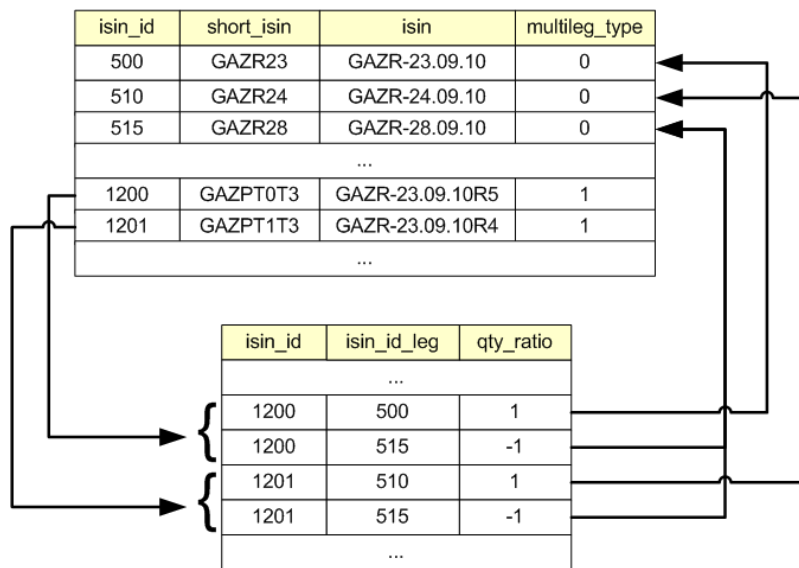 isin_id short_isin isin multileg_type
500 GAZR23 GAZR-23.09.10 0
510 GAZR24 GAZR-24.09.10 0
515 GAZR28 GAZR-28.09.10 0
...
1200 GAZPT0T3 GAZR-23.09.10R5 1
1201 GAZPT1T3 GAZR-23.09.10R4 1
...
isin_id isin_id_leg qty_ratio
...
1200 500 1
1200 515 -1
1201 510 1
1201 515 -1
...